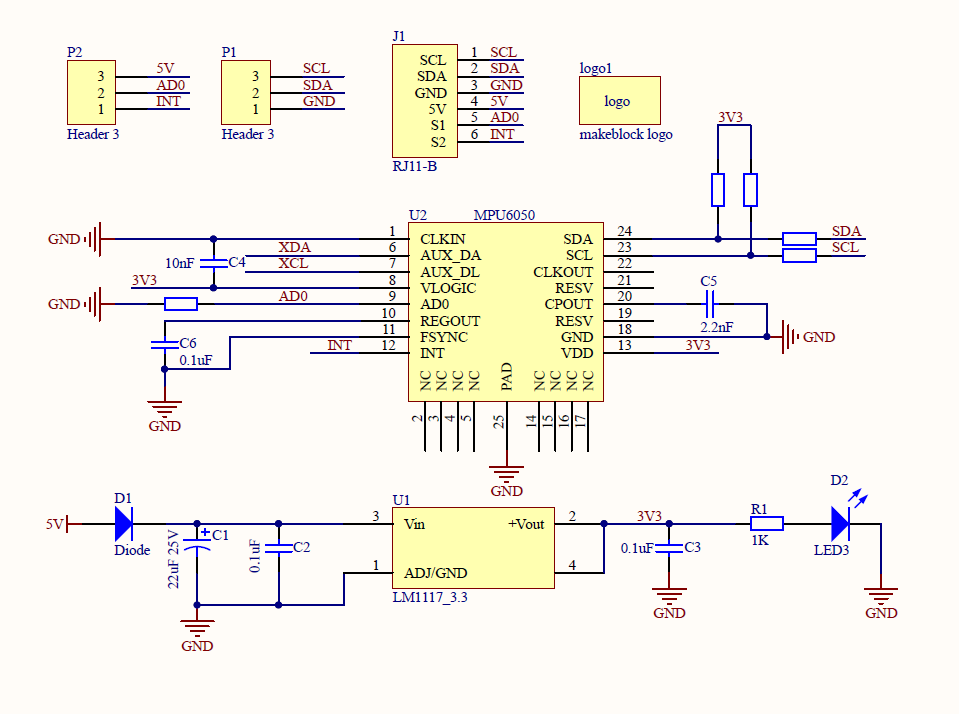 P2
3 5V
2 AD0
1 INT
Header 3
P1
3 SCL
2 SDA
1 GND
Header 3
J1
SCL 1 SCL
SDA 2 SDA
GND 3 GND
5V 4 5V
S1 5 AD0
S2 6 INT
RJ11-B
logo1
logo
makeblock logo
3V3
U2 MPU6050
GND 1 CLKIN SDA 24 SDA
XDA 6 AUX_DA SCL 23 SCL
10nF C4 XCL 7 AUX_DL CLKOUT 22
3V3 8 VLOGIC RESV 21 C5
GND AD0 9 AD0 CPOUT 20
10 REGOUT RESV 19 2.2nF
11 FSYNC GND 18 GND
C6 INT 12 INT VDD 13 3V3
0.1uF
GND
NC NC NC NC PAD NC NC NC NC
2 3 4 5 25 14 15 16 17
GND
D1
5V
Diode
C1
22uF 25V
C2
0.1uF
GND
U1
3 Vin +Vout 2
1 ADJ/GND 4
LM1117_3.3
3V3
0.1uF C3
GND
R1
1K
D2
LED3
GND